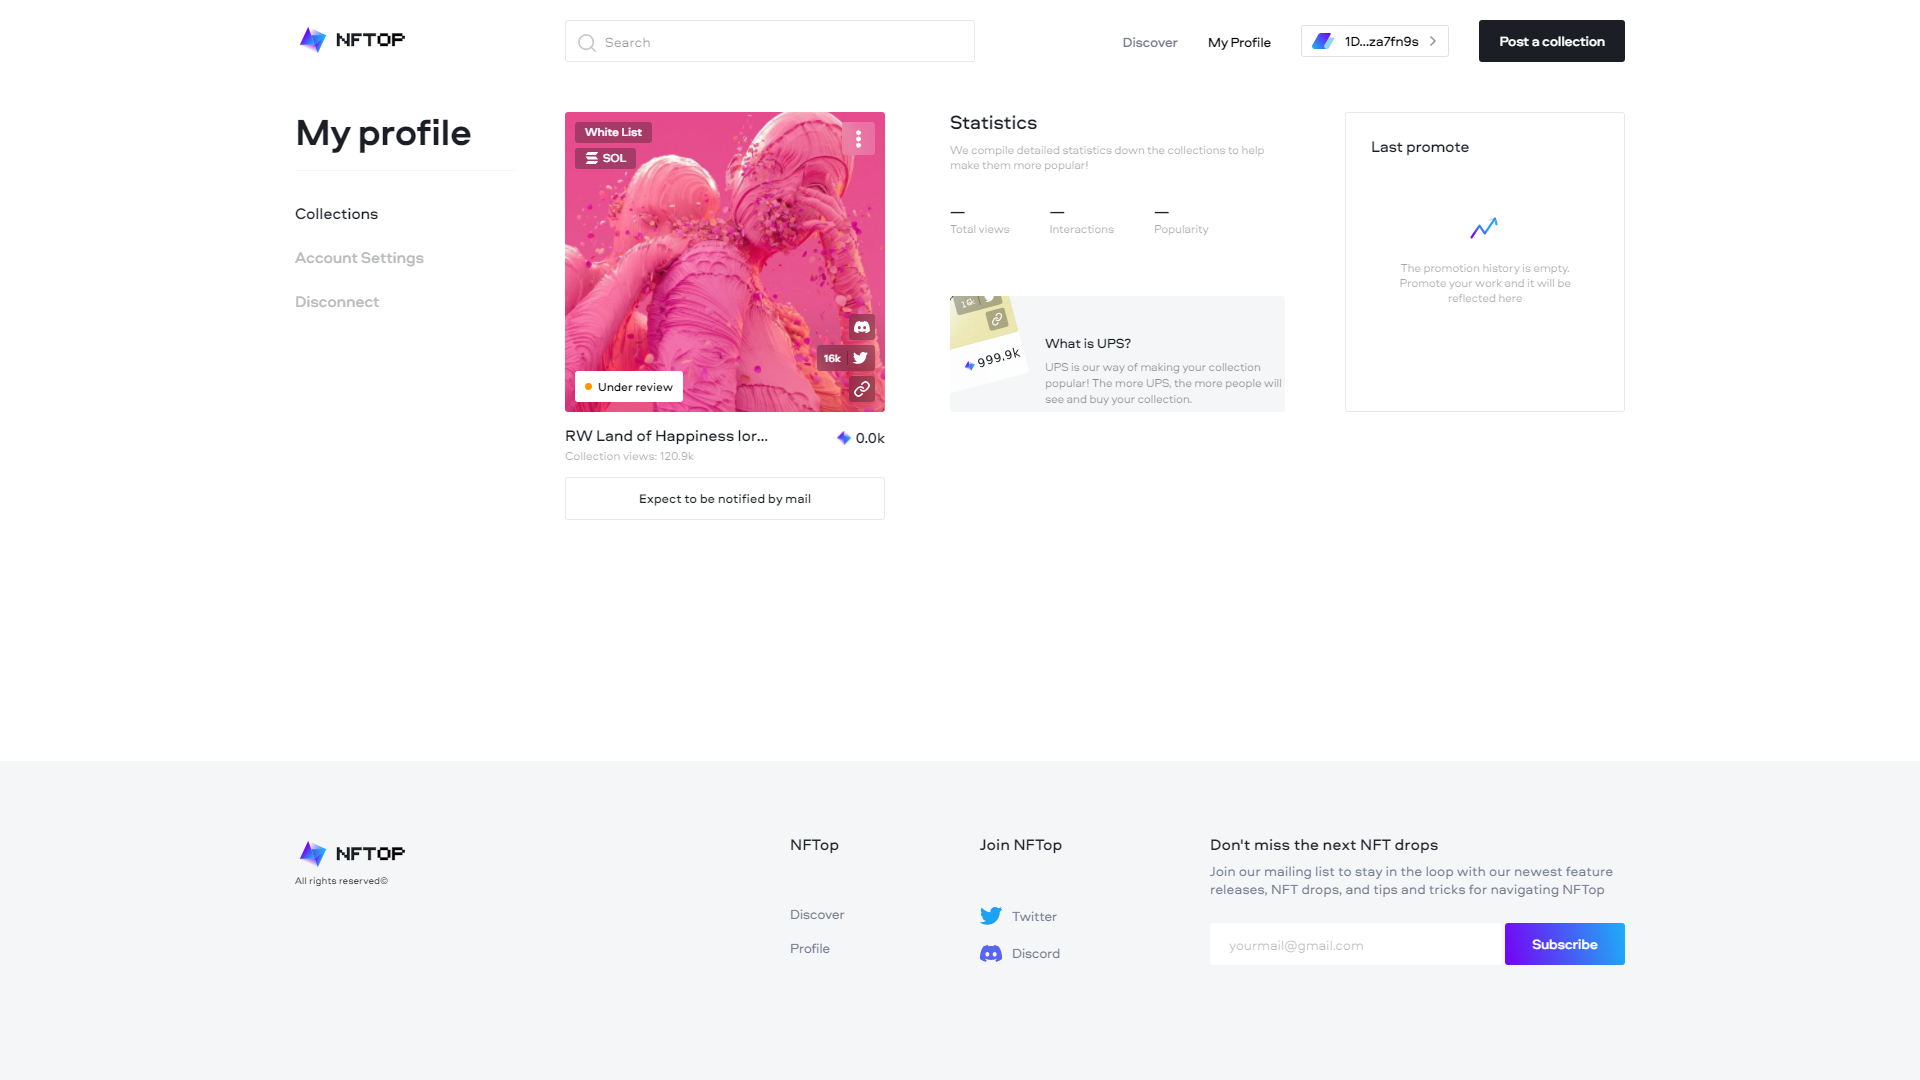 NFTOP
Search
Discover
My Profile
1D...za7fn9s
Post a collection
My profile
Collections
Account Settings
Disconnect
White List
SOL
16k
Under review
RW Land of Happiness lor...
0.0k
Collection views: 120.9k
Expect to be notified by mail
Statistics
We compile detailed statistics down the collections to help
make them more popular!
—
Total views
—
Interactions
—
Popularity
16k
999.9k
What is UPS?
UPS is our way of making your collection
popular! The more UPS, the more people will
see and buy your collection.
Last promote
The promotion history is empty.
Promote your work and it will be
reflected here
NFTOP
All rights reserved©
NFTop
Discover
Profile
Join NFTop
Twitter
Discord
Don't miss the next NFT drops
Join our mailing list to stay in the loop with our newest feature
releases, NFT drops, and tips and tricks for navigating NFTop
yourmail@gmail.com
Subscribe